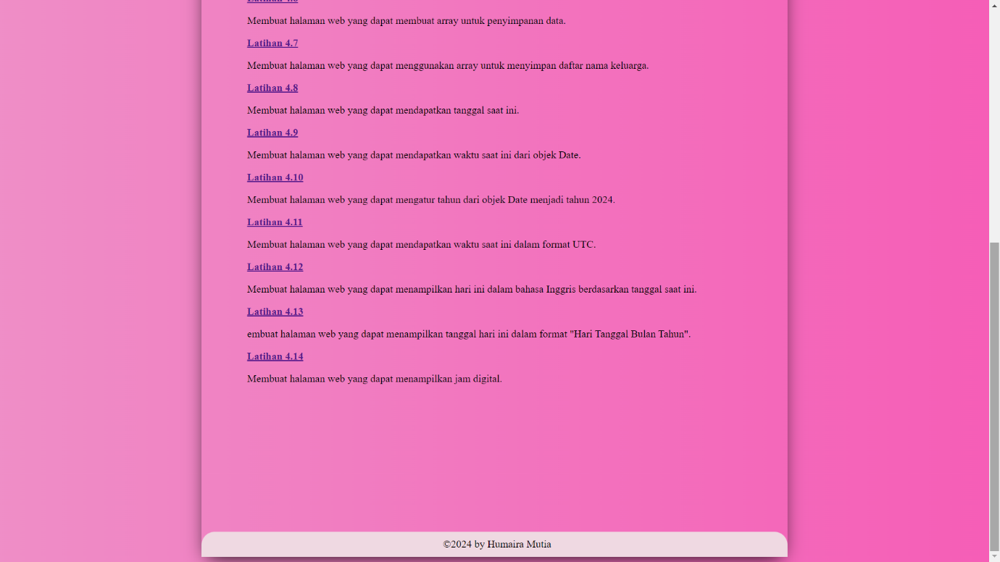 Latihan 4.6
Membuat halaman web yang dapat membuat array untuk penyimpanan data.
Latihan 4.7
Membuat halaman web yang dapat menggunakan array untuk menyimpan daftar nama keluarga.
Latihan 4.8
Membuat halaman web yang dapat mendapatkan tanggal saat ini.
Latihan 4.9
Membuat halaman web yang dapat mendapatkan waktu saat ini dari objek Date.
Latihan 4.10
Membuat halaman web yang dapat mengatur tahun dari objek Date menjadi tahun 2024.
Latihan 4.11
Membuat halaman web yang dapat mendapatkan waktu saat ini dalam format UTC.
Latihan 4.12
Membuat halaman web yang dapat menampilkan hari ini dalam bahasa Inggris berdasarkan tanggal saat ini.
Latihan 4.13
embuat halaman web yang dapat menampilkan tanggal hari ini dalam format "Hari Tanggal Bulan Tahun".
Latihan 4.14
Membuat halaman web yang dapat menampilkan jam digital.
©2024 by Humaira Mutia